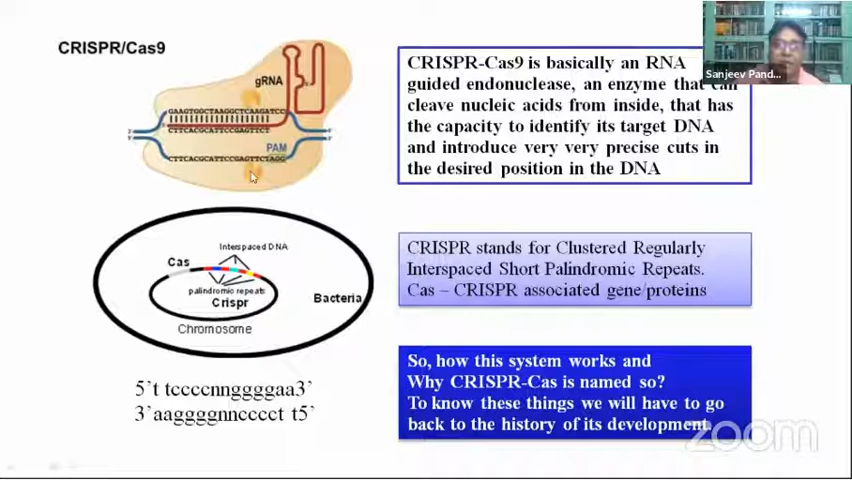 CRISPR/Cas9
gRNA
GAAGTGGCTAAGGCTCAAGATCC
CTTCACGCATTCCGAGTTCT
PAM
CTTCACGCATTCCGAGTTCTAGG
CRISPR-Cas9 is basically an RNA
guided endonuclease, an enzyme that can
cleave nucleic acids from inside, that has
the capacity to identify its target DNA
and introduce very very precise cuts in
the desired position in the DNA
Sanjeev Pand...
Interspaced DNA
Cas
palindromic repeats
Crispr
Bacteria
Chromosome
CRISPR stands for Clustered Regularly
Interspaced Short Palindromic Repeats.
Cas – CRISPR associated gene/proteins
5't tccccnnggggaa3'
3'aaggggnncccct t5'
So, how this system works and
Why CRISPR-Cas is named so?
To know these things we will have to go
back to the history of its development.
zoom